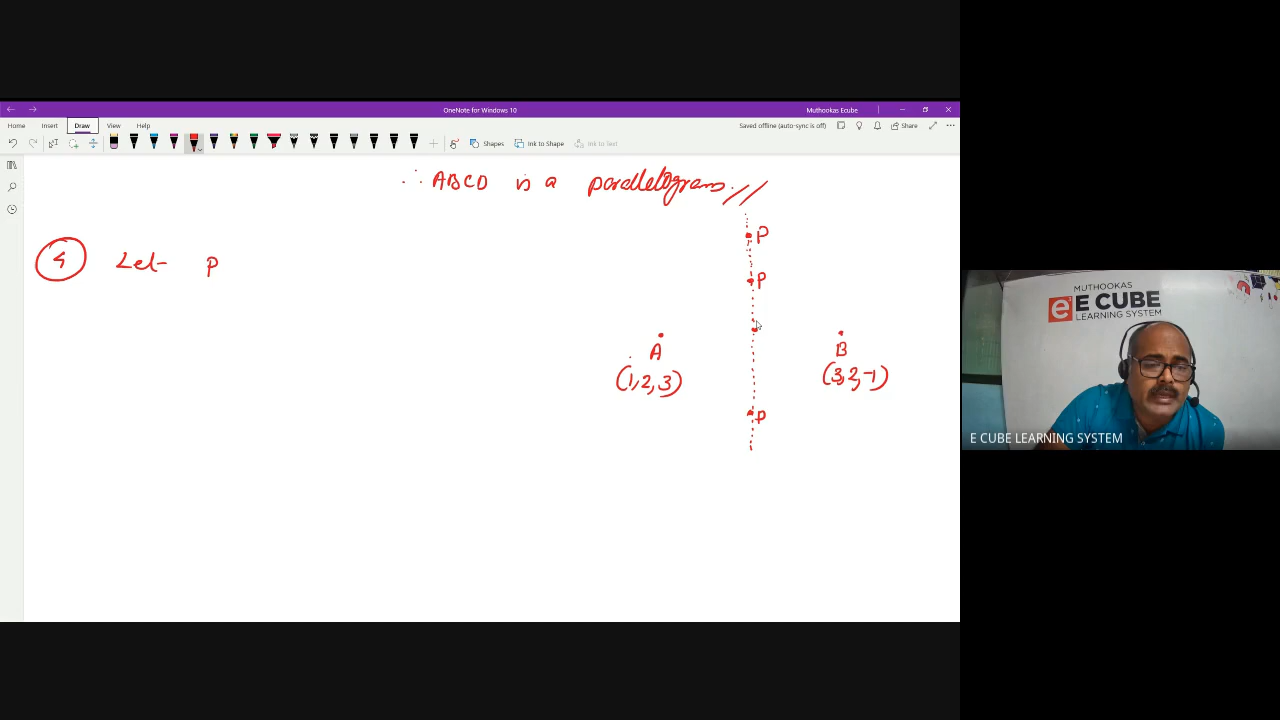 OneNote for Windows 10
Muthookas Ecube
Home Insert Draw View Help
Saved offline (auto-sync is off)
Share
Shapes
Ink to Shape
Ink to Text
∴ ABCD is a parallelogram. //
4 Let P
P
P
A
B
(1, 2, 3)
(3, 2, -1)
P
MUTHOOKAS
e3 E CUBE
LEARNING SYSTEM
E CUBE LEARNING SYSTEM